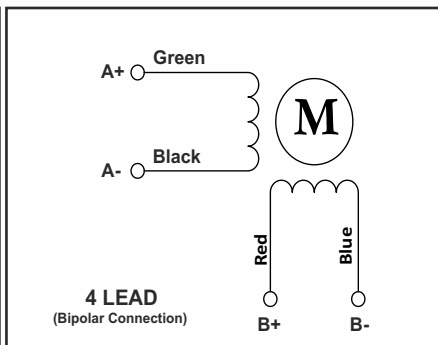 Green
A+
M
A-
Black
Red
Blue
4 LEAD
(Bipolar Connection)
B+
B-